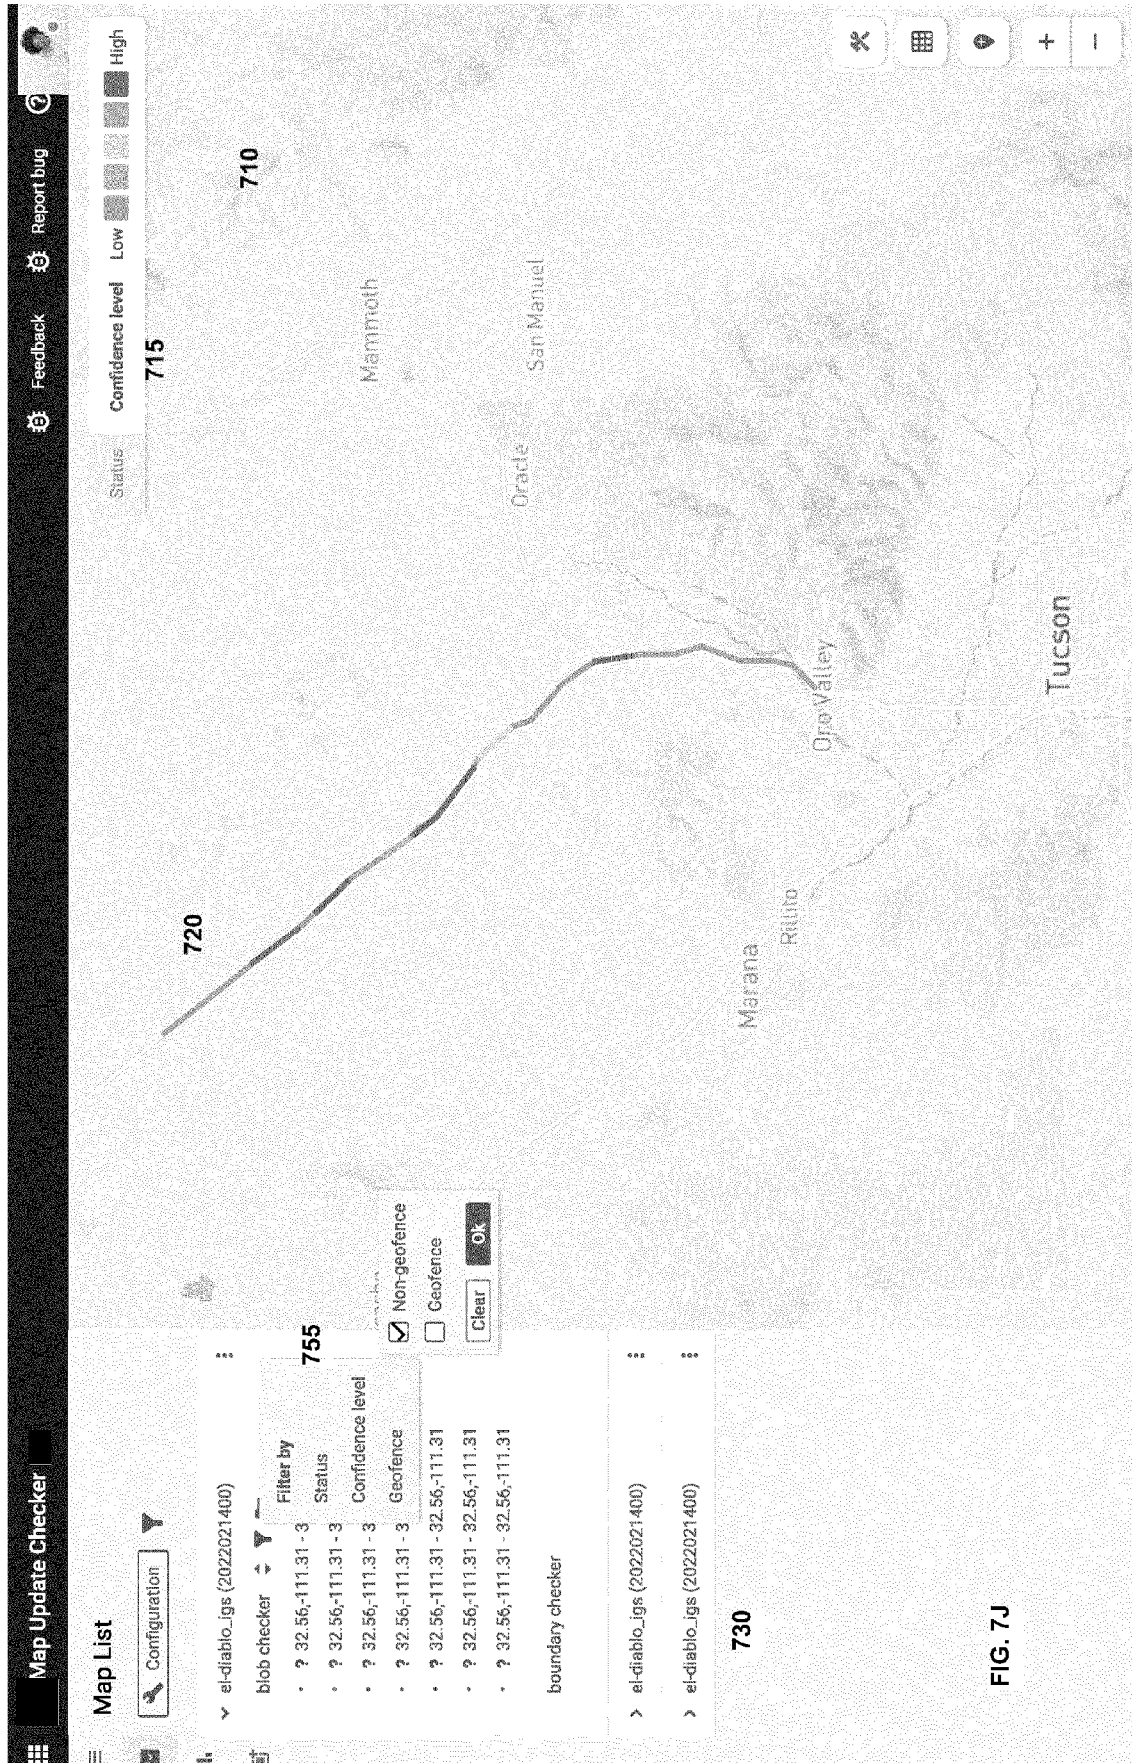 Map Update Checker
Feedback
Report bug
Map List
Configuration
Status
Confidence level
Low
High
715
710
720
el-diablo_igs (2022021400)
blob checker
Filter by
Status
Confidence level
Geofence
755
Non-geofence
Geofence
Clear
Ok
? 32.56,-111.31 - 3
? 32.56,-111.31 - 3
? 32.56,-111.31 - 3
? 32.56,-111.31 - 3
? 32.56,-111.31 - 32.56,-111.31
? 32.56,-111.31 - 32.56,-111.31
? 32.56,-111.31 - 32.56,-111.31
boundary checker
el-diablo_igs (2022021400)
el-diablo_igs (2022021400)
730
Mammoth
San Manuel
Oracle
Oro Valley
Marana
Rillito
Tucson
+
−
FIG. 7J